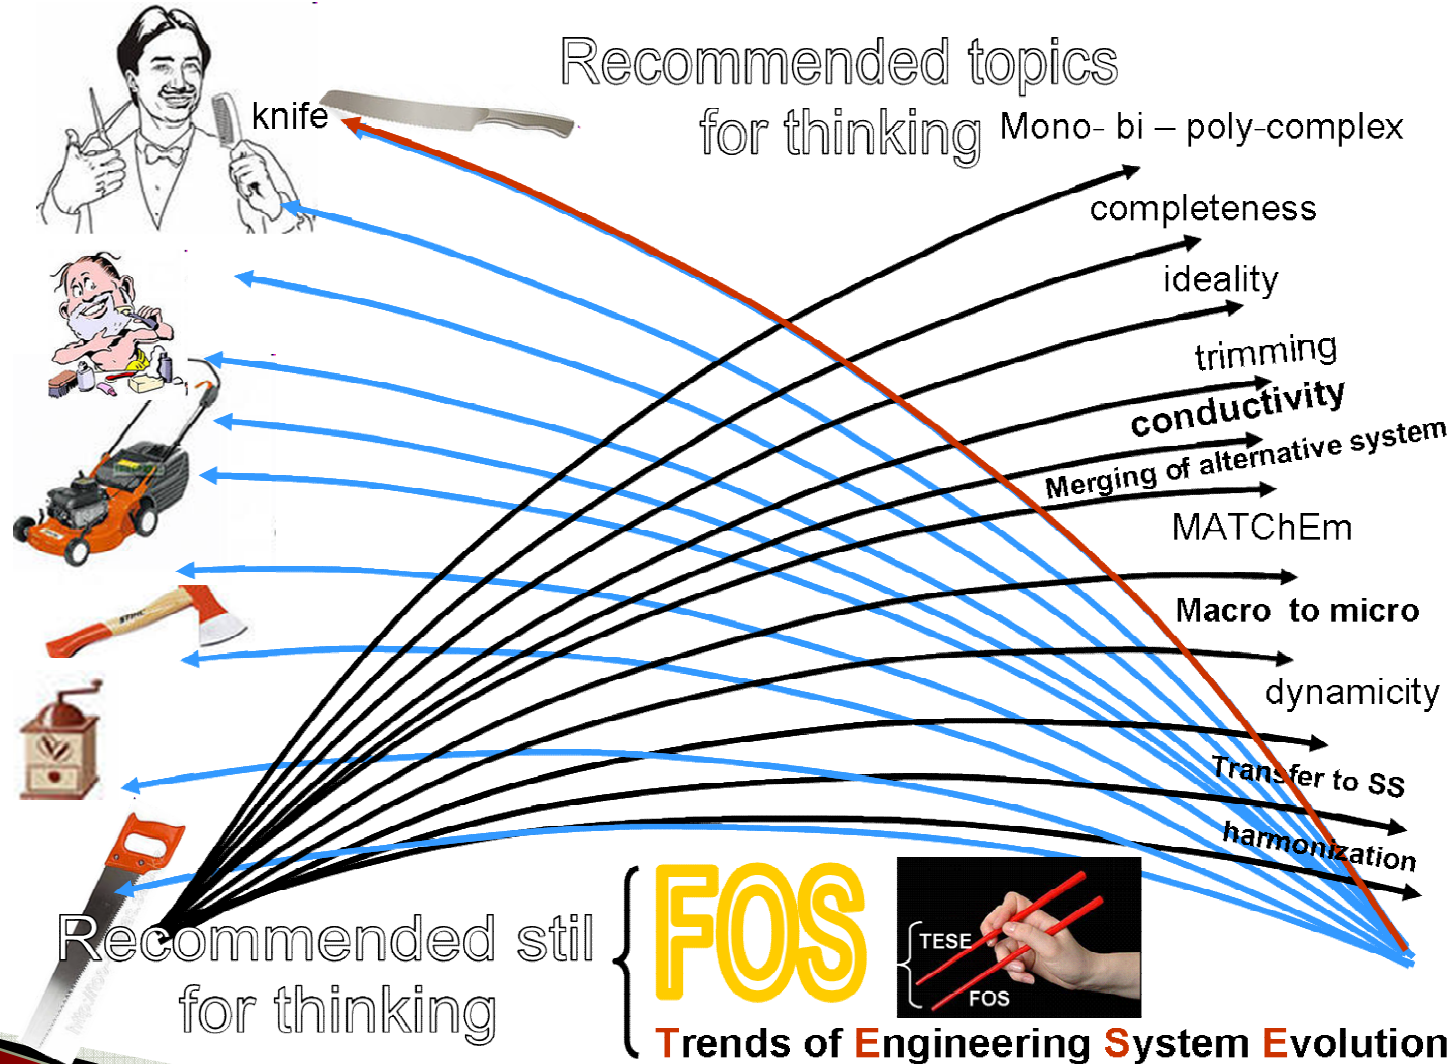 Recommended topics
for thinking
knife
Mono- bi – poly-complex
completeness
ideality
trimming
conductivity
Merging of alternative system
MATChEm
Macro to micro
dynamicity
Transfer to SS
harmonization
Recommended stil
for thinking
FOS
TESE
FOS
Trends of Engineering System Evolution